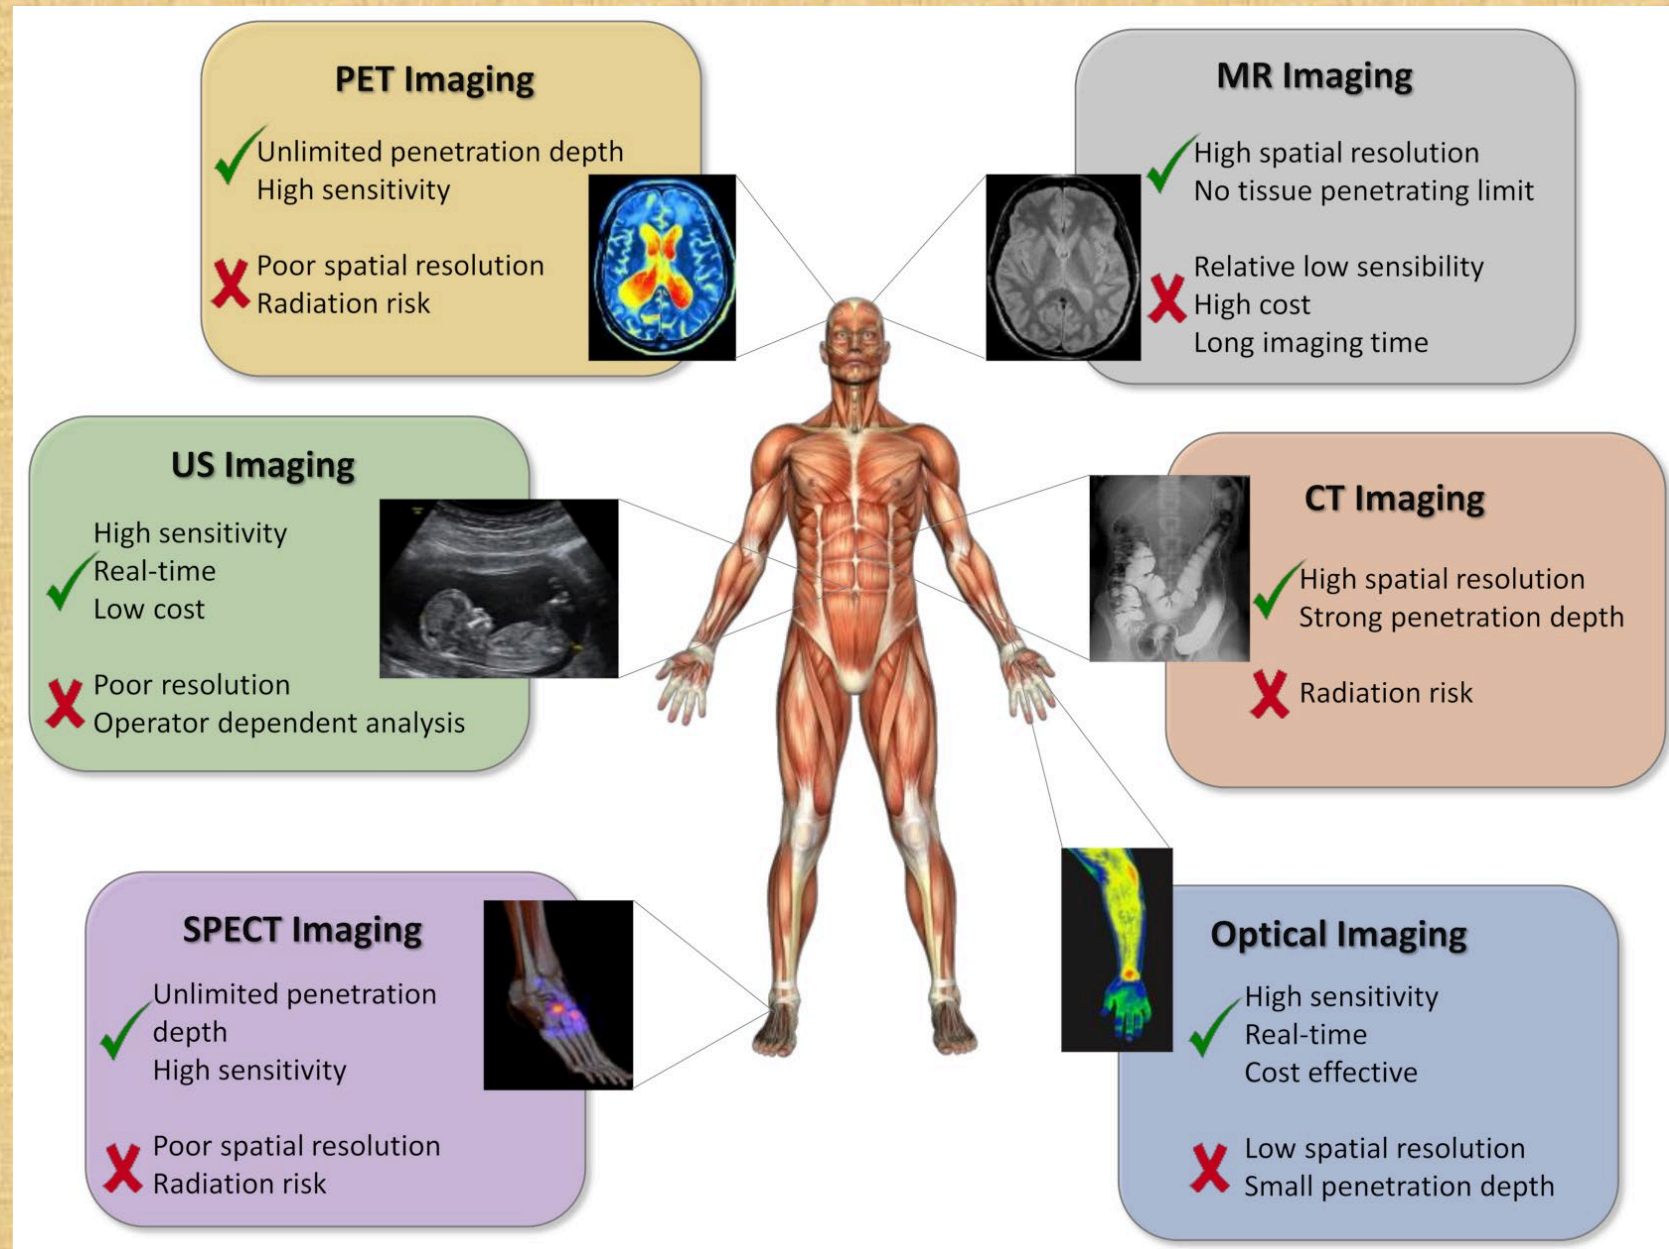 PET Imaging
Unlimited penetration depth
High sensitivity
Poor spatial resolution
Radiation risk
MR Imaging
High spatial resolution
No tissue penetrating limit
Relative low sensibility
High cost
Long imaging time
US Imaging
High sensitivity
Real-time
Low cost
Poor resolution
Operator dependent analysis
CT Imaging
High spatial resolution
Strong penetration depth
Radiation risk
SPECT Imaging
Unlimited penetration
depth
High sensitivity
Poor spatial resolution
Radiation risk
Optical Imaging
High sensitivity
Real-time
Cost effective
Low spatial resolution
Small penetration depth